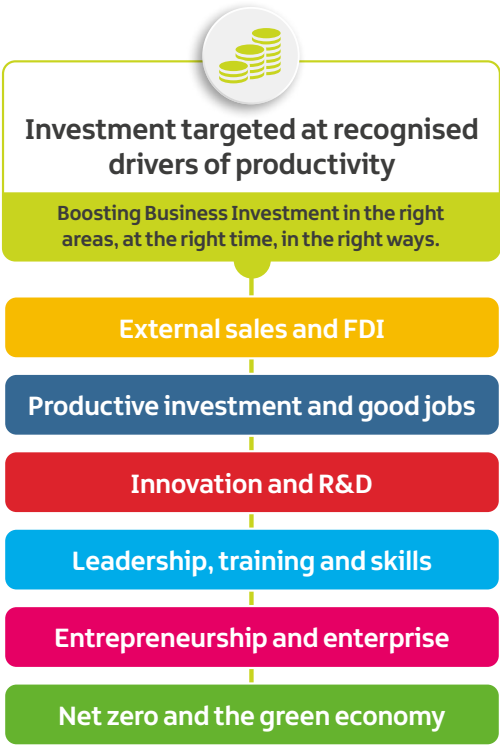 Investment targeted at recognised
drivers of productivity
Boosting Business Investment in the right
areas, at the right time, in the right ways.
External sales and FDI
Productive investment and good jobs
Innovation and R&D
Leadership, training and skills
Entrepreneurship and enterprise
Net zero and the green economy